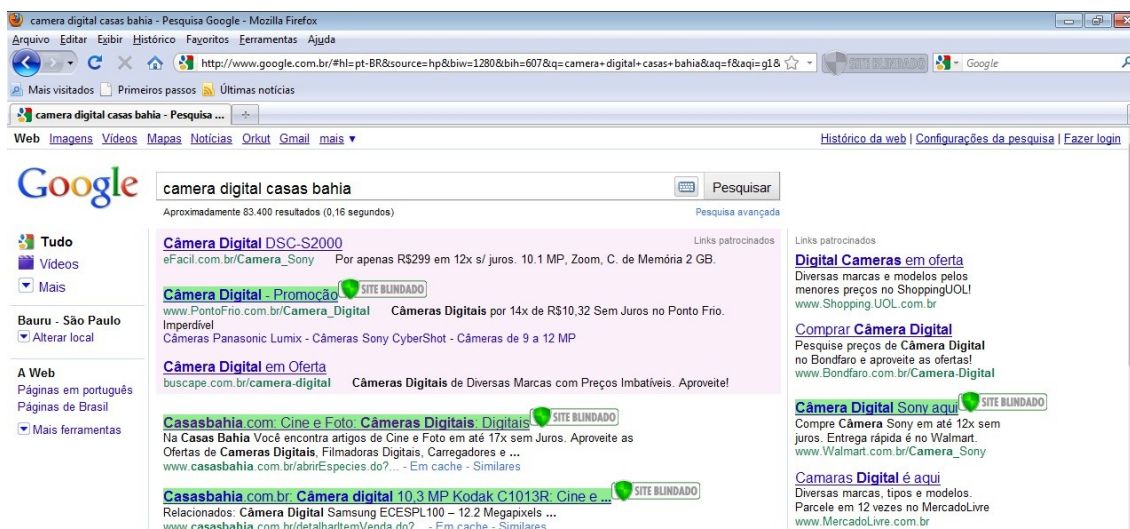 camera digital casas bahia - Pesquisa Google - Mozilla Firefox
Arquivo Editar Exibir Histórico Favoritos Ferramentas Ajuda
http://www.google.com.br/#hl=pt-BR&source=hp&biw=1280&bih=607&q=camera+digital+casas+bahia&aq=f&aqi=g1& SITE BLINDADO Google
Mais visitados Primeiros passos Últimas notícias
camera digital casas bahia - Pesquisa ...
Web Imagens Vídeos Mapas Notícias Orkut Gmail mais ▼ Histórico da web | Configurações da pesquisa | Fazer login
Google camera digital casas bahia Pesquisar
Aproximadamente 83.400 resultados (0,16 segundos) Pesquisa avançada
Tudo
Vídeos
Mais
Bauru - São Paulo
Alterar local
A Web
Páginas em português
Páginas de Brasil
Mais ferramentas
Câmera Digital DSC-S2000 Links patrocinados
eFacil.com.br/Camera_Sony Por apenas R$299 em 12x s/ juros. 10.1 MP, Zoom, C. de Memória 2 GB.
Câmera Digital - Promoção SITE BLINDADO
www.PontoFrio.com.br/Camera_Digital Câmeras Digitais por 14x de R$10,32 Sem Juros no Ponto Frio.
Imperdível
Câmeras Panasonic Lumix - Câmeras Sony CyberShot - Câmeras de 9 a 12 MP
Câmera Digital em Oferta
buscape.com.br/camera-digital Câmeras Digitais de Diversas Marcas com Preços Imbatíveis. Aproveite!
Casasbahia.com: Cine e Foto: Câmeras Digitais: Digitais SITE BLINDADO
Na Casas Bahia Você encontra artigos de Cine e Foto em até 17x sem Juros. Aproveite as
Ofertas de Cameras Digitais, Filmadoras Digitais, Carregadores e ...
www.casasbahia.com.br/abrirEspecies.do?... - Em cache - Similares
Casasbahia.com.br: Câmera digital 10,3 MP Kodak C1013R: Cine e ... SITE BLINDADO
Relacionados: Câmera Digital Samsung ECESPL100 – 12.2 Megapixels ...
www.casasbahia.com.br/detalharItemVenda.do?... - Em cache - Similares
Links patrocinados
Digital Cameras em oferta
Diversas marcas e modelos pelos
menores preços no ShoppingUOL!
www.Shopping.UOL.com.br
Comprar Câmera Digital
Pesquise preços de Câmera Digital
no Bondfaro e aproveite as ofertas!
www.Bondfaro.com.br/Camera-Digital
Câmera Digital Sony aqui SITE BLINDADO
Compre Câmera Sony em até 12x sem
juros. Entrega rápida é no Walmart.
www.Walmart.com.br/Camera_Sony
Camaras Digital é aqui
Diversas marcas, tipos e modelos.
Parcele em 12 vezes no MercadoLivre
www.MercadoLivre.com.br